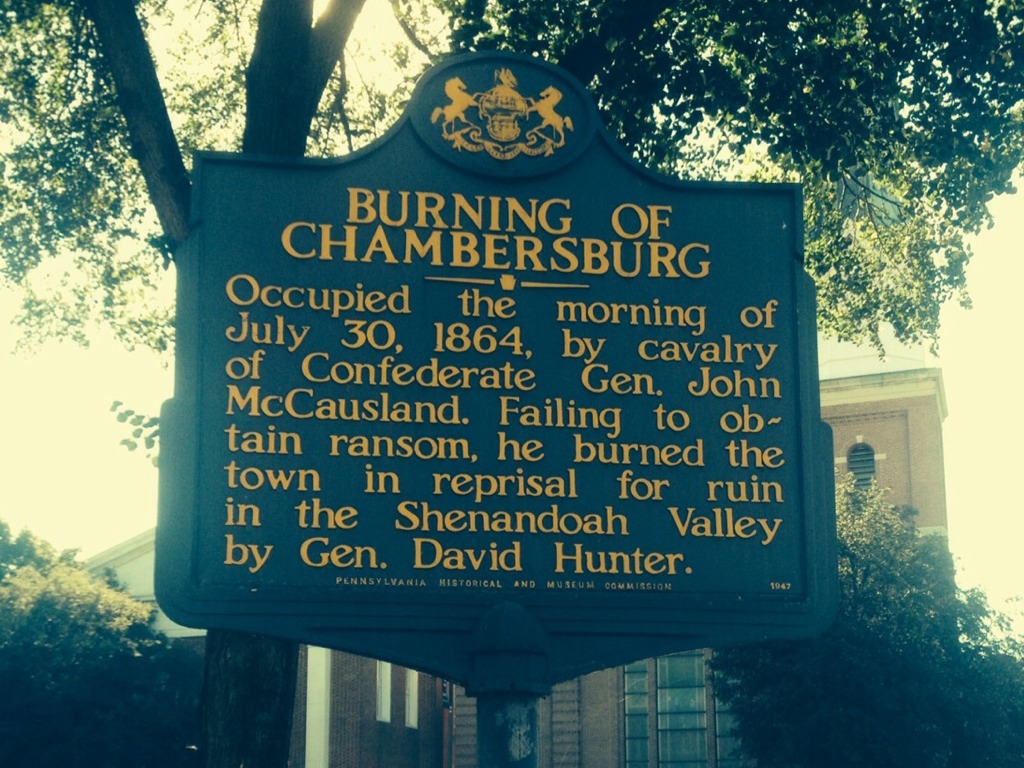 BURNING OF
CHAMBERSBURG
Occupied the morning of
July 30, 1864, by cavalry
of Confederate Gen. John
McCausland. Failing to ob-
tain ransom, he burned the
town in reprisal for ruin
in the Shenandoah Valley
by Gen. David Hunter.
PENNSYLVANIA HISTORICAL AND MUSEUM COMMISSION 1947